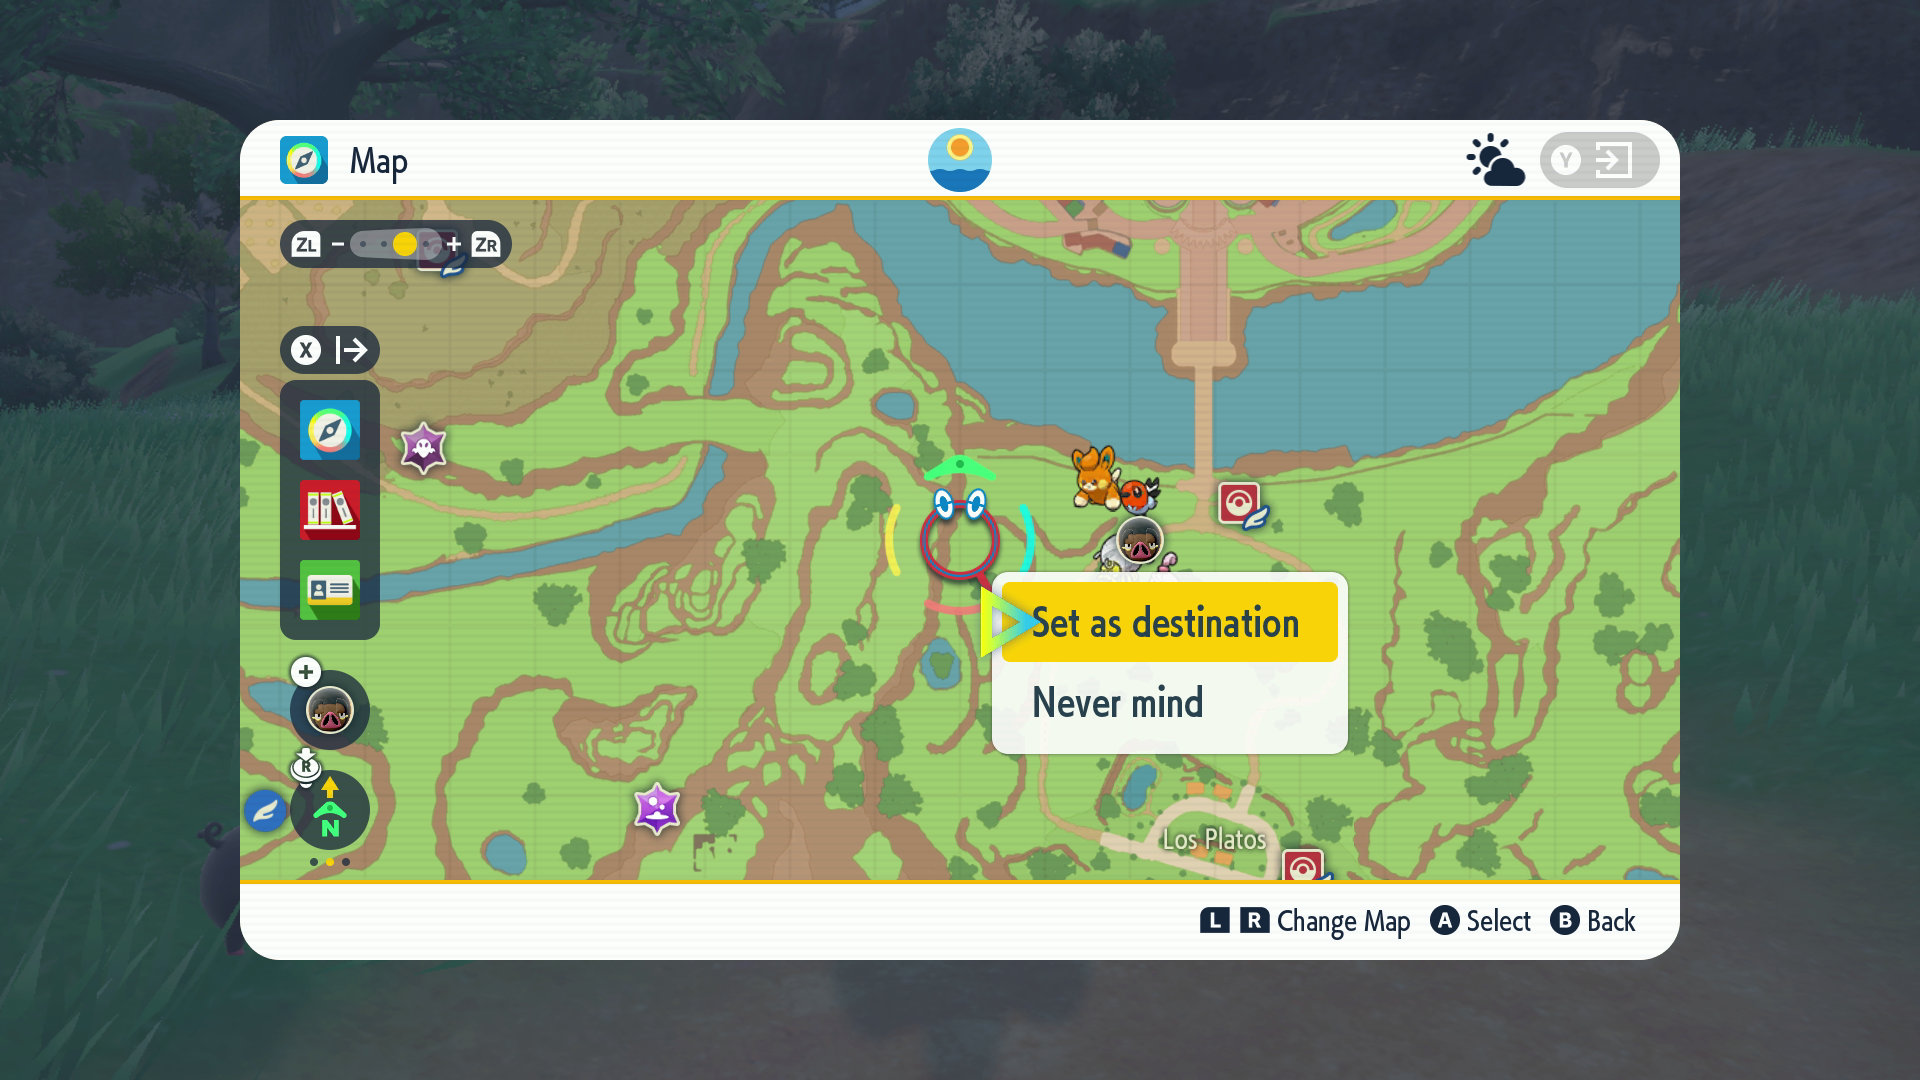 Map
Y
ZL - + ZR
X
Set as destination
Never mind
+
R
N
Los Platos
L R Change Map A Select B Back